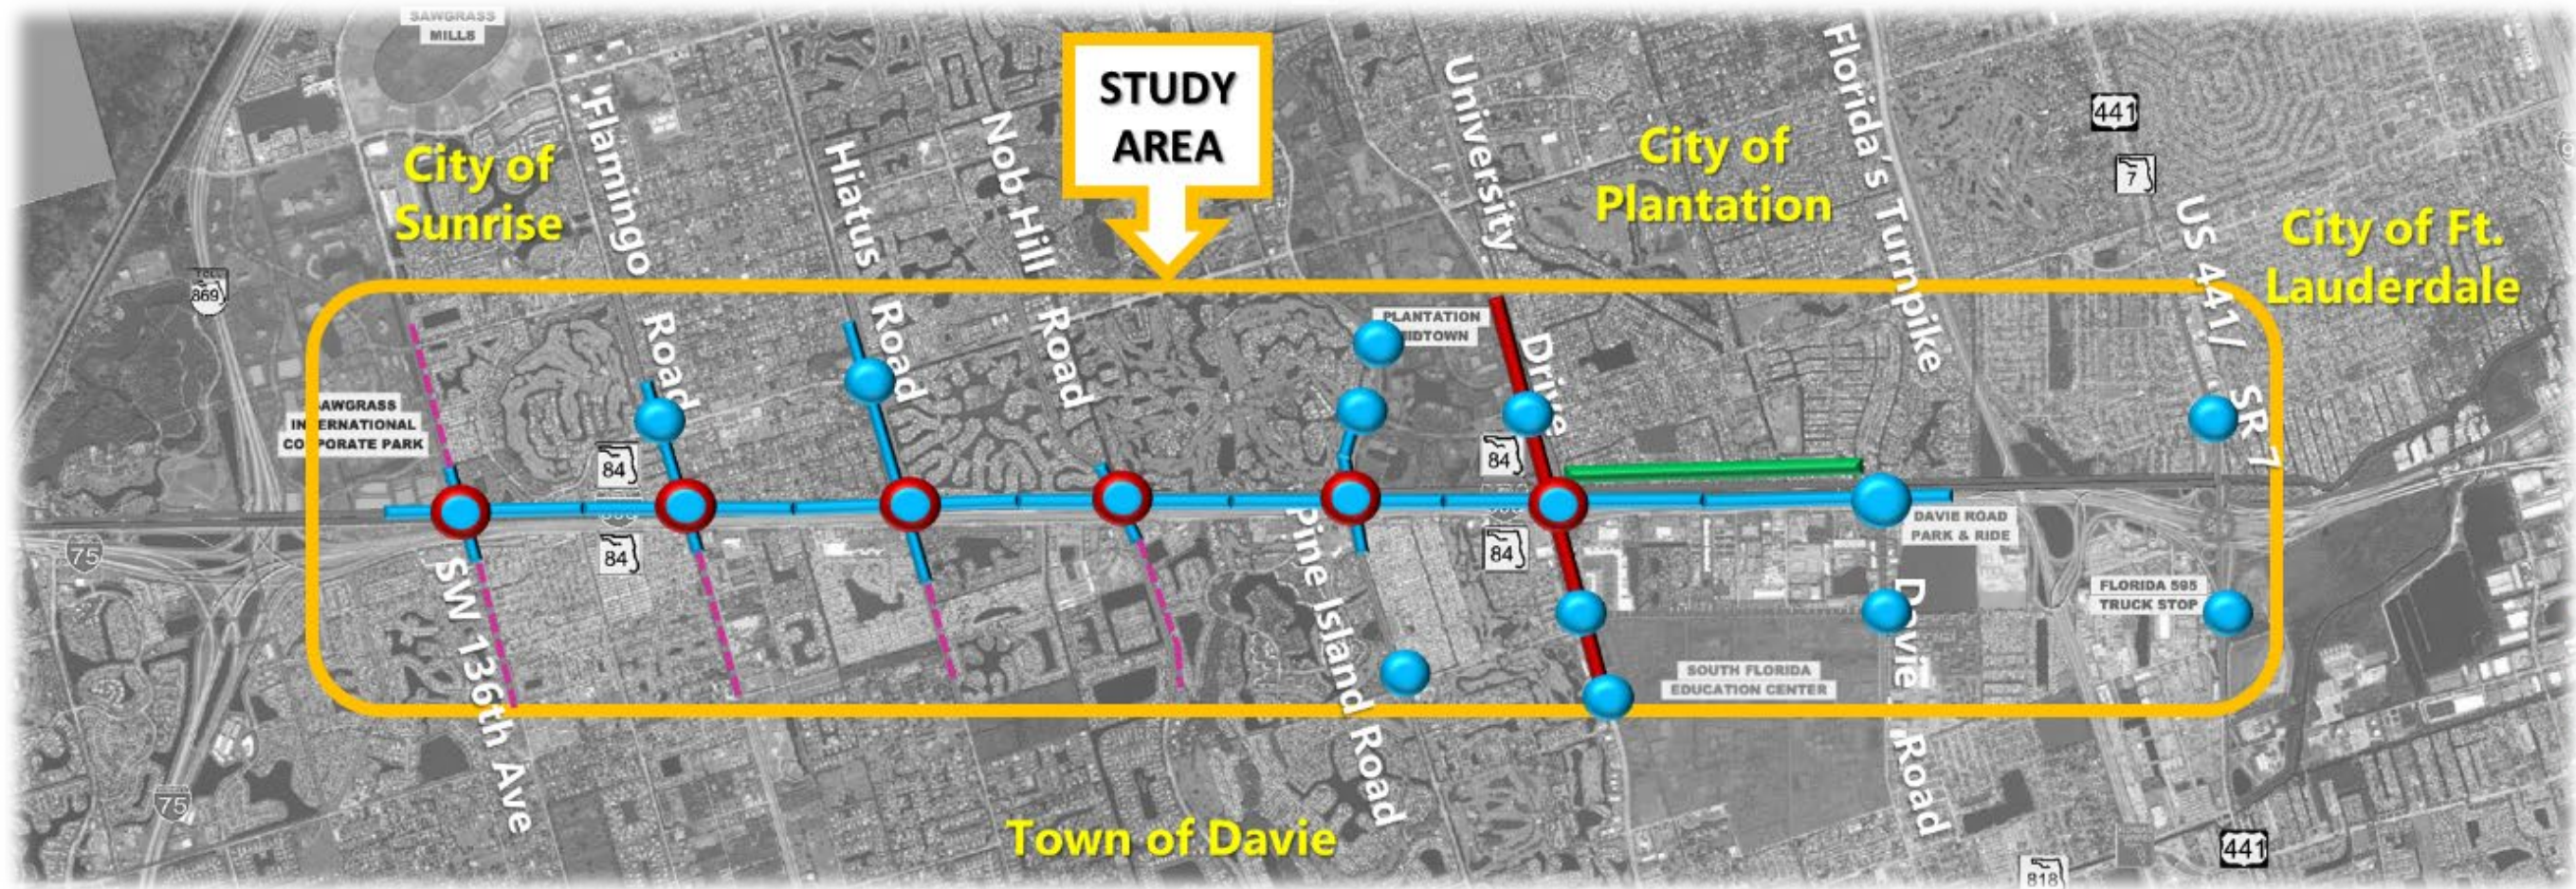 SAWGRASS
MILLS
STUDY
AREA
441
7
City of
Sunrise
Flamingo
Road
Hiatus
Road
Nob Hill
Road
University
Drive
City of
Plantation
Florida's Turnpike
US 441/
SR 7
City of Ft.
Lauderdale
TOLL
869
PLANTATION
84
84
75
SW 136th Ave
84
84
Pine Island Road
DAVIE ROAD
PARK & RIDE
Davie Road
FLORIDA 595
TRUCK STOP
SOUTH FLORIDA
EDUCATION CENTER
75
Town of Davie
441
818
CORPORATE PARK